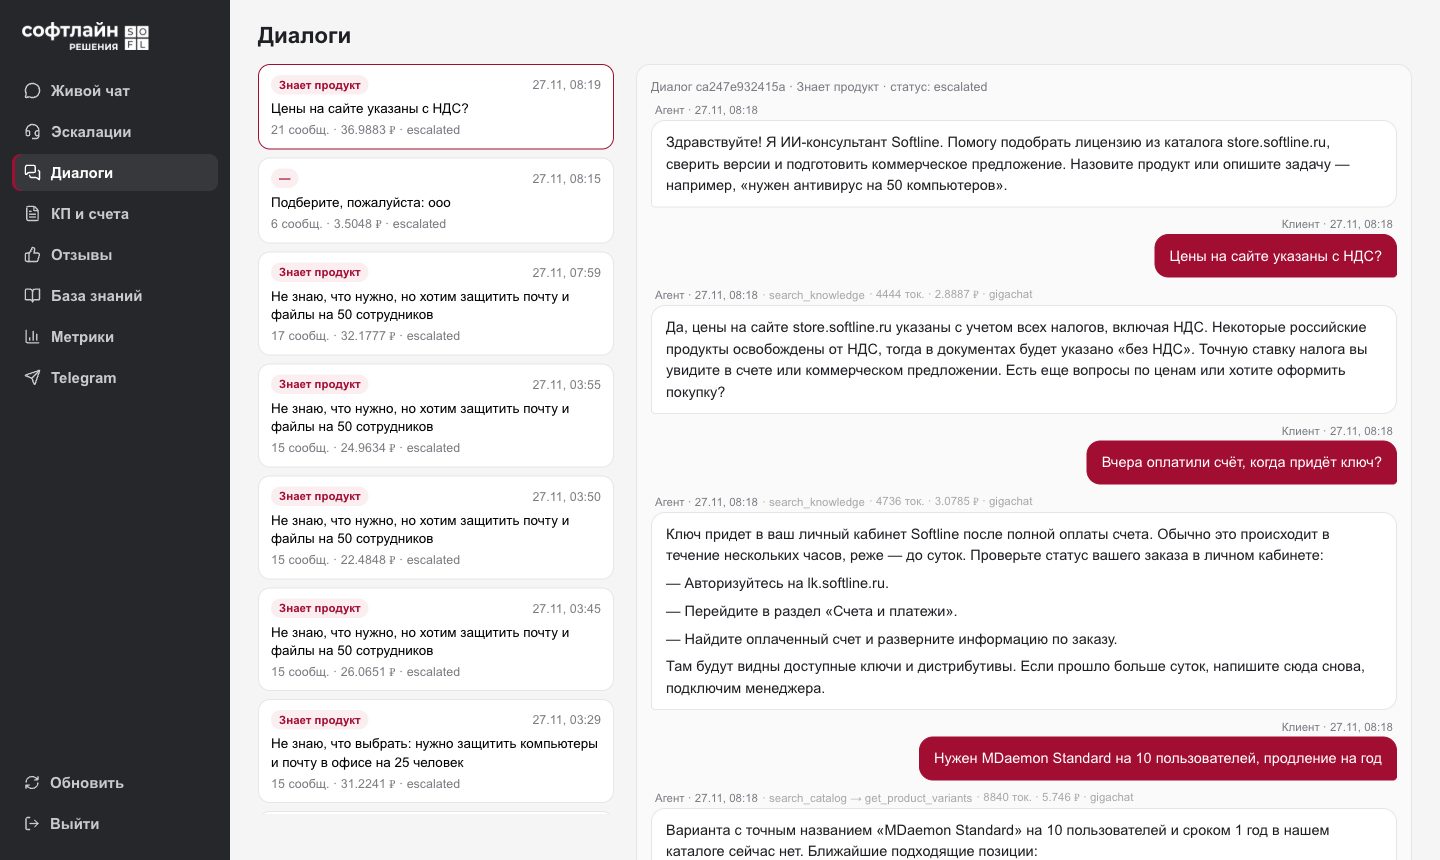 софтлайн
РЕШЕНИЯ
SO
FL
Живой чат
Эскалации
Диалоги
КП и счета
Отзывы
База знаний
Метрики
Telegram
Обновить
Выйти
Диалоги
Знает продукт 27.11, 08:19
Цены на сайте указаны с НДС?
21 сообщ. · 36.9883 ₽ · escalated
— 27.11, 08:15
Подберите, пожалуйста: ооо
6 сообщ. · 3.5048 ₽ · escalated
Знает продукт 27.11, 07:59
Не знаю, что нужно, но хотим защитить почту и
файлы на 50 сотрудников
17 сообщ. · 32.1777 ₽ · escalated
Знает продукт 27.11, 03:55
Не знаю, что нужно, но хотим защитить почту и
файлы на 50 сотрудников
15 сообщ. · 24.9634 ₽ · escalated
Знает продукт 27.11, 03:50
Не знаю, что нужно, но хотим защитить почту и
файлы на 50 сотрудников
15 сообщ. · 22.4848 ₽ · escalated
Знает продукт 27.11, 03:45
Не знаю, что нужно, но хотим защитить почту и
файлы на 50 сотрудников
15 сообщ. · 26.0651 ₽ · escalated
Знает продукт 27.11, 03:29
Не знаю, что выбрать: нужно защитить компьютеры
и почту в офисе на 25 человек
15 сообщ. · 31.2241 ₽ · escalated
Диалог ca247e932415a · Знает продукт · статус: escalated
Агент · 27.11, 08:18
Здравствуйте! Я ИИ-консультант Softline. Помогу подобрать лицензию из каталога store.softline.ru,
сверить версии и подготовить коммерческое предложение. Назовите продукт или опишите задачу —
например, «нужен антивирус на 50 компьютеров».
Клиент · 27.11, 08:18
Цены на сайте указаны с НДС?
Агент · 27.11, 08:18 · search_knowledge · 4444 ток. · 2.8887 ₽ · gigachat
Да, цены на сайте store.softline.ru указаны с учетом всех налогов, включая НДС. Некоторые российские
продукты освобождены от НДС, тогда в документах будет указано «без НДС». Точную ставку налога вы
увидите в счете или коммерческом предложении. Есть еще вопросы по ценам или хотите оформить
покупку?
Клиент · 27.11, 08:18
Вчера оплатили счёт, когда придёт ключ?
Агент · 27.11, 08:18 · search_knowledge · 4736 ток. · 3.0785 ₽ · gigachat
Ключ придет в ваш личный кабинет Softline после полной оплаты счета. Обычно это происходит в
течение нескольких часов, реже — до суток. Проверьте статус вашего заказа в личном кабинете:
— Авторизуйтесь на lk.softline.ru.
— Перейдите в раздел «Счета и платежи».
— Найдите оплаченный счет и разверните информацию по заказу.
Там будут видны доступные ключи и дистрибутивы. Если прошло больше суток, напишите сюда снова,
подключим менеджера.
Клиент · 27.11, 08:18
Нужен MDaemon Standard на 10 пользователей, продление на год
Агент · 27.11, 08:18 · search_catalog → get_product_variants · 8840 ток. · 5.746 ₽ · gigachat
Варианта с точным названием «MDaemon Standard» на 10 пользователей и сроком 1 год в нашем
каталоге сейчас нет. Ближайшие подходящие позиции: